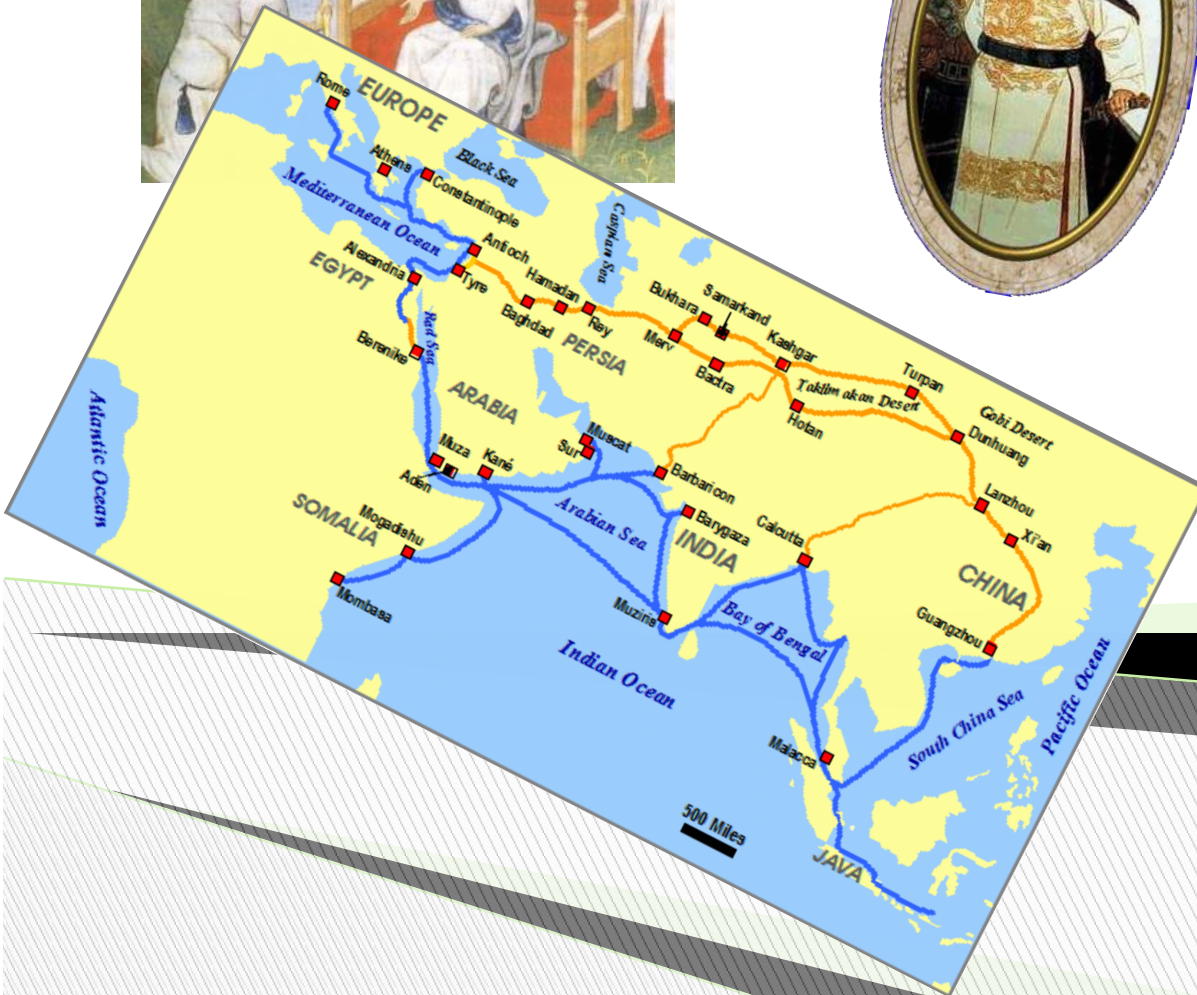 Rome
EUROPE
Athens
Black Sea
Constantinople
Mediterranean Ocean
Caspian Sea
Antioch
Alexandria
EGYPT
Tyre
Hamadan
Bukhara
Samarkand
Baghdad
Ray
Merv
Kashgar
Red Sea
Berenike
PERSIA
Bactra
Turpan
Taklimakan Desert
Gobi Desert
ARABIA
Hotan
Dunhuang
Atlantic Ocean
Muscat
Sur
Muza
Kané
Aden
Barbaricon
Lanzhou
SOMALIA
Mogadishu
Arabian Sea
Barygaza
Calcutta
INDIA
Xi'an
CHINA
Mombasa
Muziris
Bay of Bengal
Guangzhou
Indian Ocean
Pacific Ocean
South China Sea
Malacca
500 Miles
JAVA